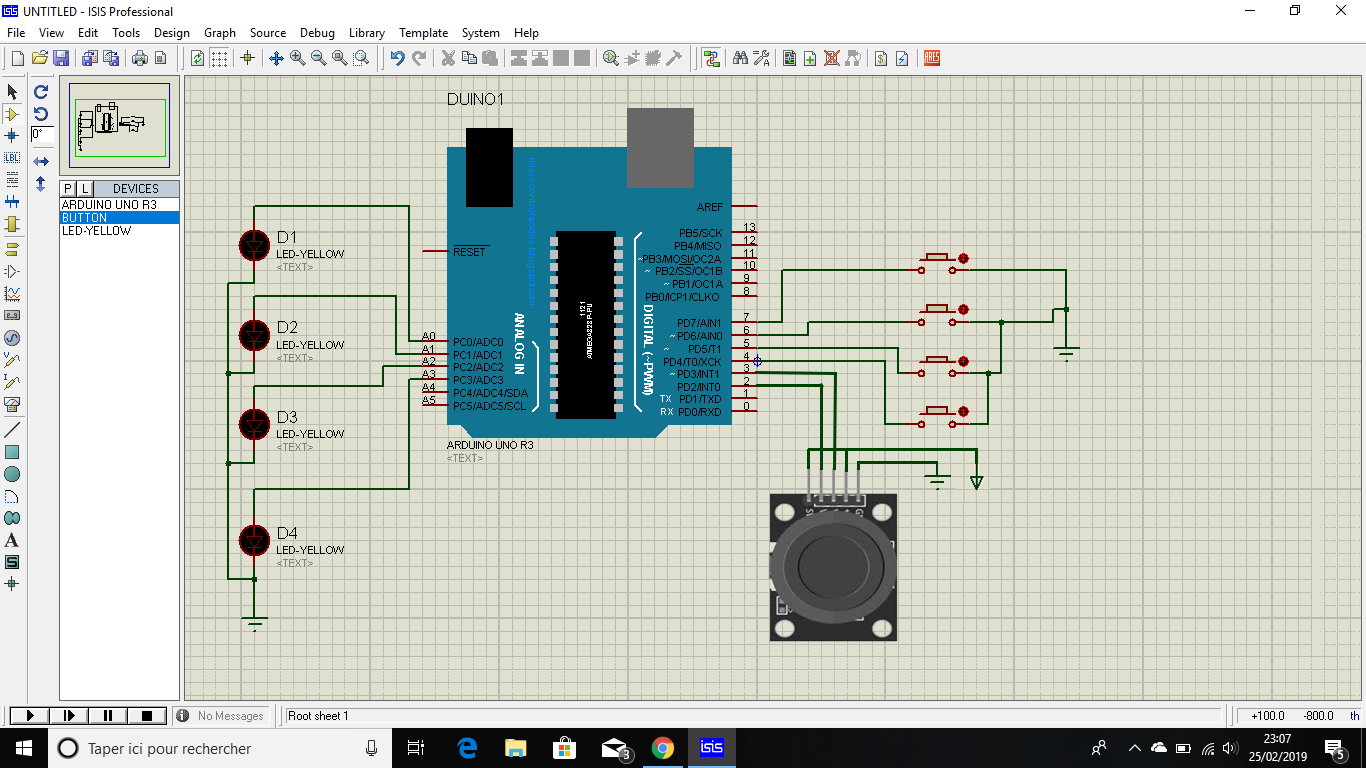 UNTITLED - ISIS Professional
File View Edit Tools Design Graph Source Debug Library Template System Help
ARES
0°
LBL
P L DEVICES
ARDUINO UNO R3
BUTTON
LED-YELLOW
A
S
DUINO1
AREF
RESET
PB5/SCK 13
PB4/MISO 12
~PB3/MOSI/OC2A 11
~ PB2/SS/OC1B 10
~ PB1/OC1A 9
PB0/ICP1/CLKO 8
PD7/AIN1 7
~ PD6/AIN0 6
~ PD5/T1 5
PD4/T0/XCK 4
~ PD3/INT1 3
PD2/INT0 2
TX PD1/TXD 1
RX PD0/RXD 0
A0 PC0/ADC0
A1 PC1/ADC1
A2 PC2/ADC2
A3 PC3/ADC3
A4 PC4/ADC4/SDA
A5 PC5/ADC5/SCL
ANALOG IN
DIGITAL (~PWM)
1121
ARDUINO UNO R3
<TEXT>
D1
LED-YELLOW
<TEXT>
D2
LED-YELLOW
<TEXT>
D3
LED-YELLOW
<TEXT>
D4
LED-YELLOW
<TEXT>
No Messages
Root sheet 1
+100.0 -800.0 th
Taper ici pour rechercher
3
isis
23:07
25/02/2019
5